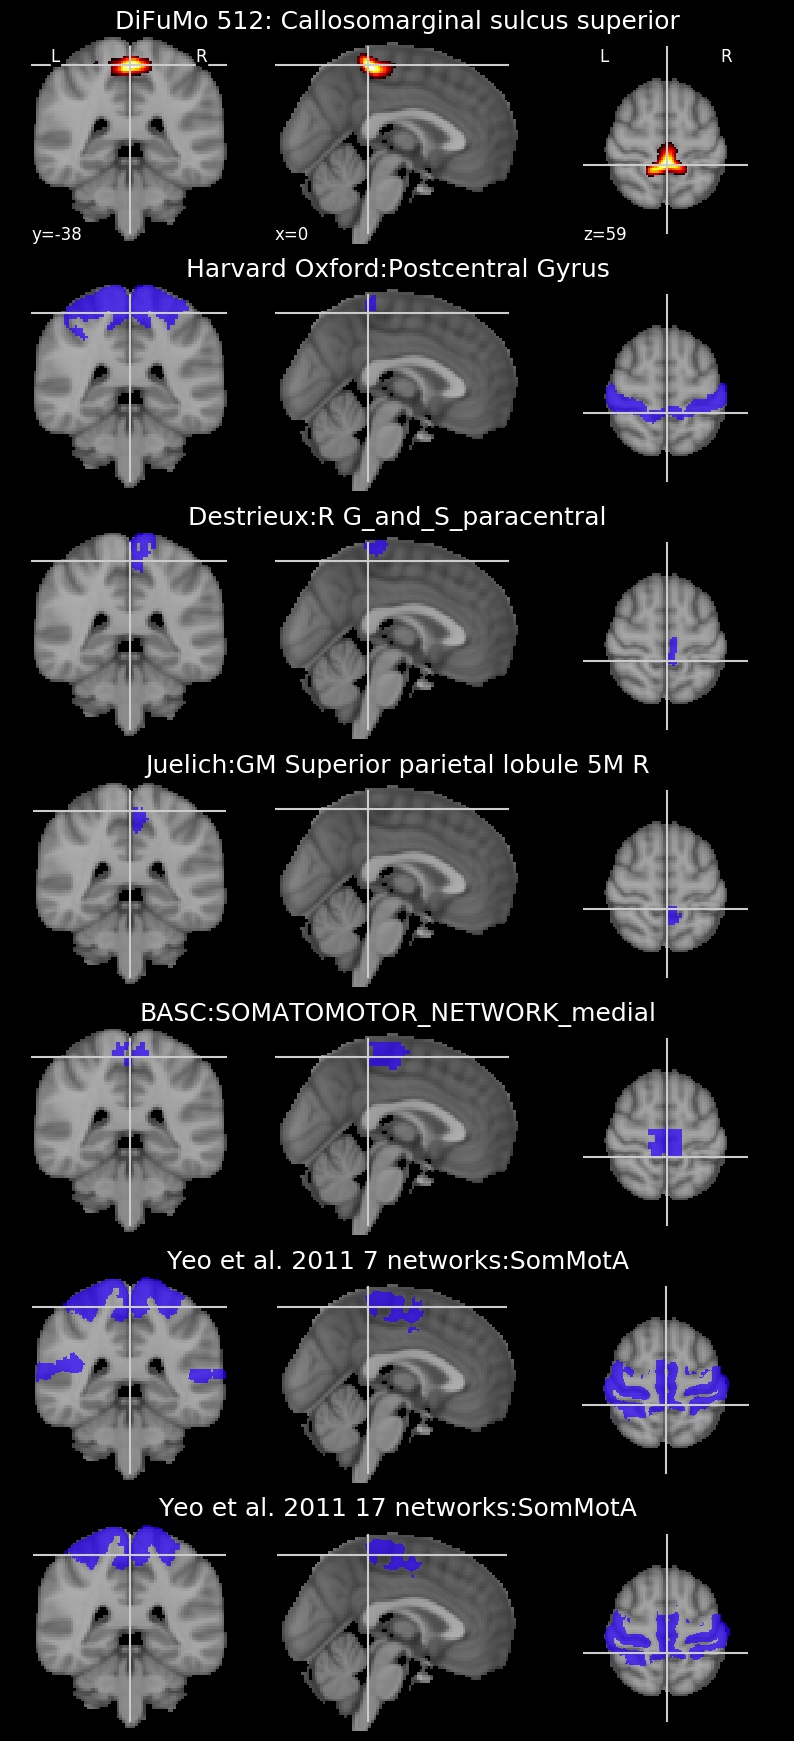 DiFuMo 512: Callosomarginal sulcus superior
L R L R
y=-38 x=0 z=59
Harvard Oxford:Postcentral Gyrus
Destrieux:R G_and_S_paracentral
Juelich:GM Superior parietal lobule 5M R
BASC:SOMATOMOTOR_NETWORK_medial
Yeo et al. 2011 7 networks:SomMotA
Yeo et al. 2011 17 networks:SomMotA